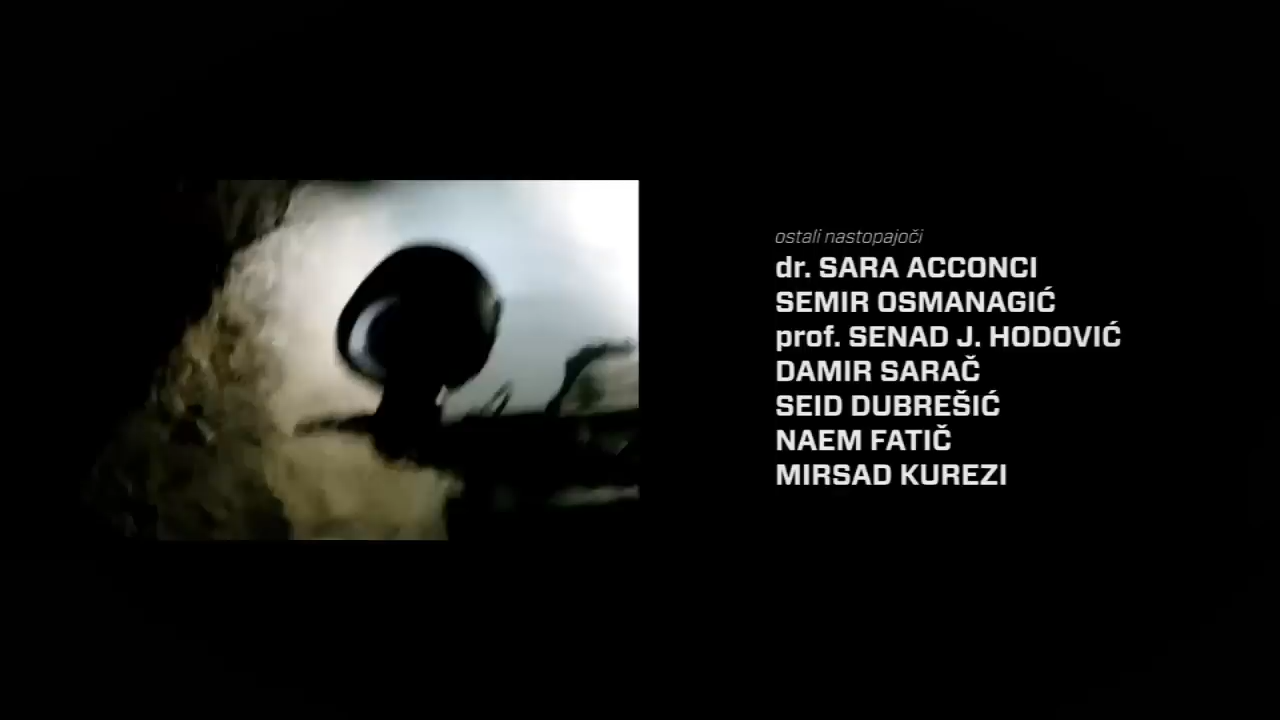 ostali nastopajoči
dr. SARA ACCONCI
SEMIR OSMANAGIĆ
prof. SENAD J. HODOVIĆ
DAMIR SARAČ
SEID DUBREŠIĆ
NAEM FATIČ
MIRSAD KUREZI